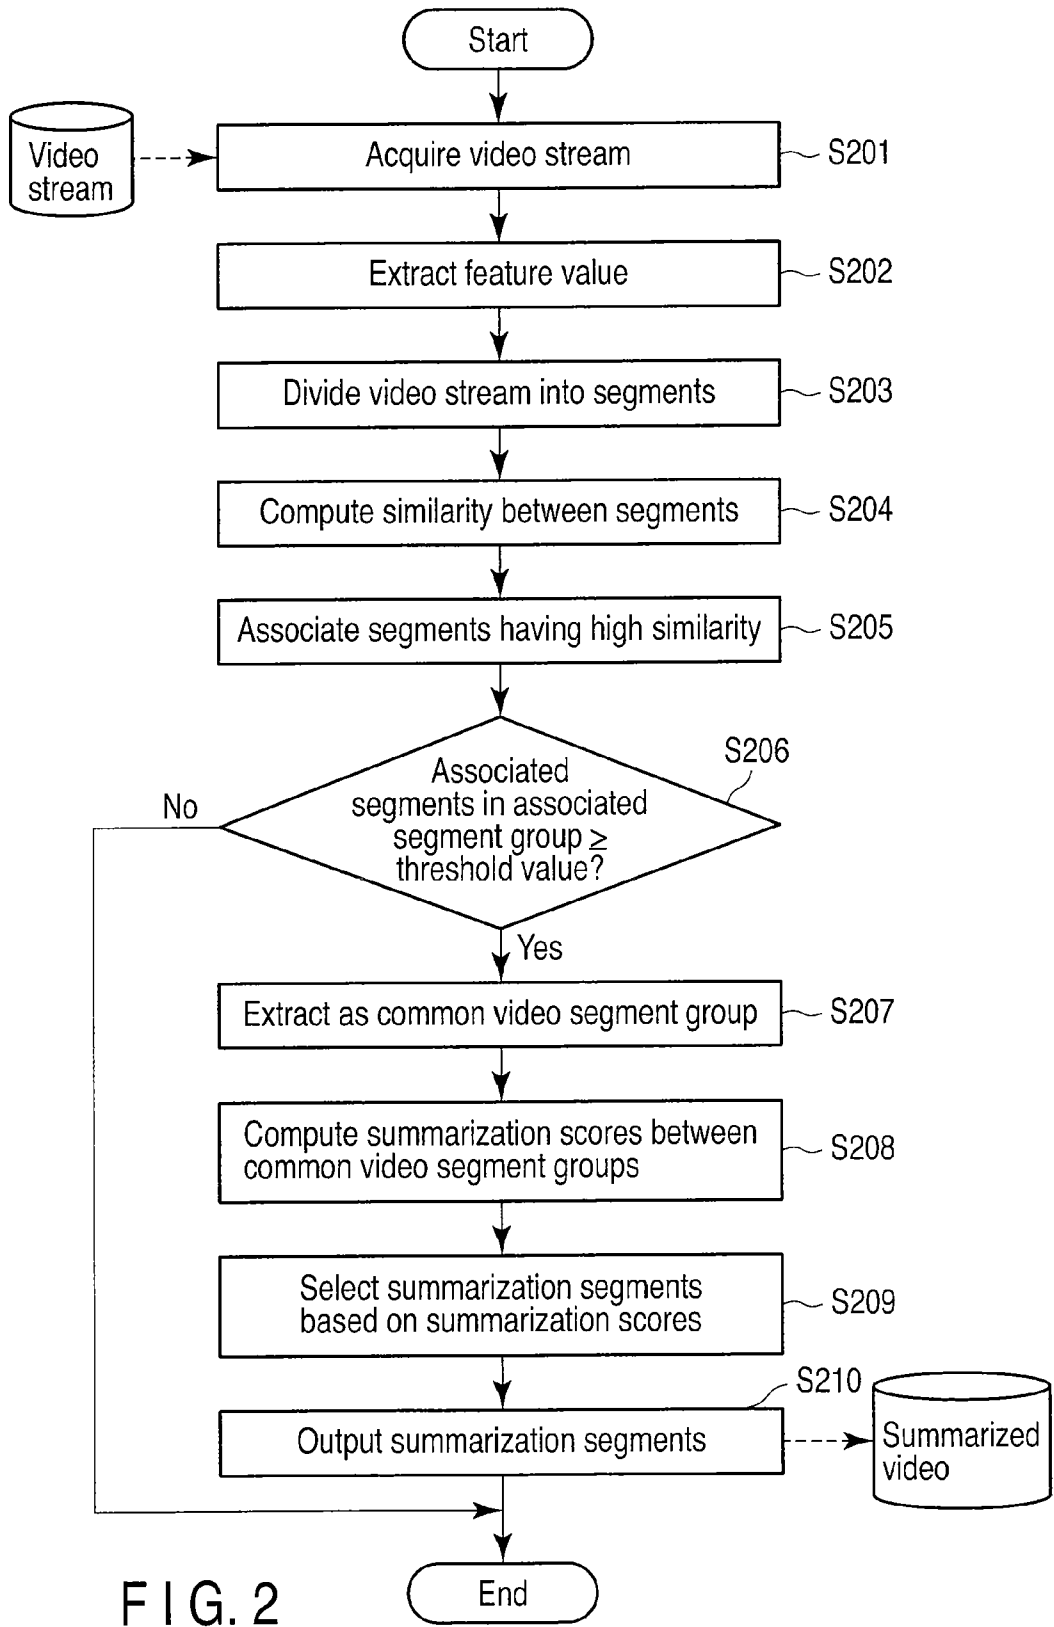 Start
Video
stream
Acquire video stream
S201
Extract feature value
S202
Divide video stream into segments
S203
Compute similarity between segments
S204
Associate segments having high similarity
S205
S206
Associated
segments in associated
segment group ≥
threshold value?
No
Yes
Extract as common video segment group
S207
Compute summarization scores between
common video segment groups
S208
Select summarization segments
based on summarization scores
S209
S210
Output summarization segments
Summarized
video
End
FIG. 2